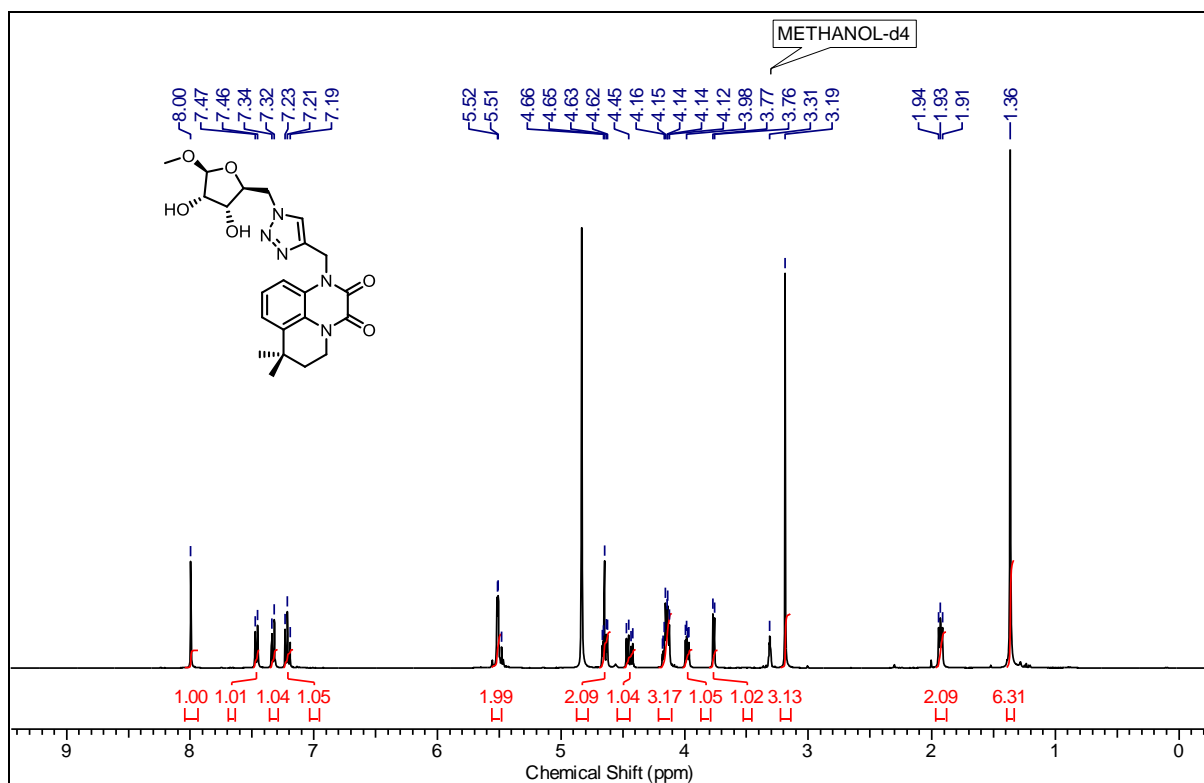 METHANOL-d4
8.00 7.47 7.46 7.34 7.32 7.23 7.21 7.19 5.52 5.51 4.66 4.65 4.63 4.62 4.45 4.16 4.15 4.14 4.14 4.12 3.98 3.77 3.76 3.31 3.19 1.94 1.93 1.91 1.36
O
O
HO
OH
N
N
N
N
O
N
O
1.00 1.01 1.04 1.05 1.99 2.09 1.04 3.17 1.05 1.02 3.13 2.09 6.31
9 8 7 6 5 4 3 2 1 0
Chemical Shift (ppm)